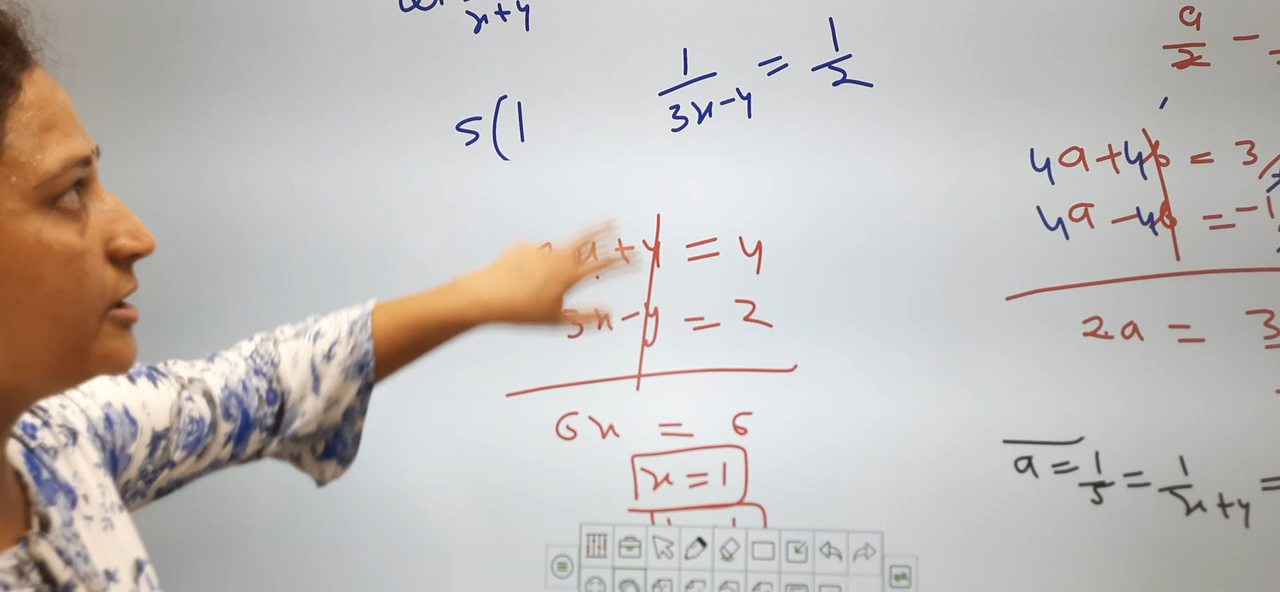 x+y
1/(3x-y) = 1/2
5(1
+y = 4
3x-y = 2
6x = 6
x = 1
a/2 -
4a+4b = 3
4a-4b = -1
2a = 3
a = 1/5 = 1/(5x+y) =